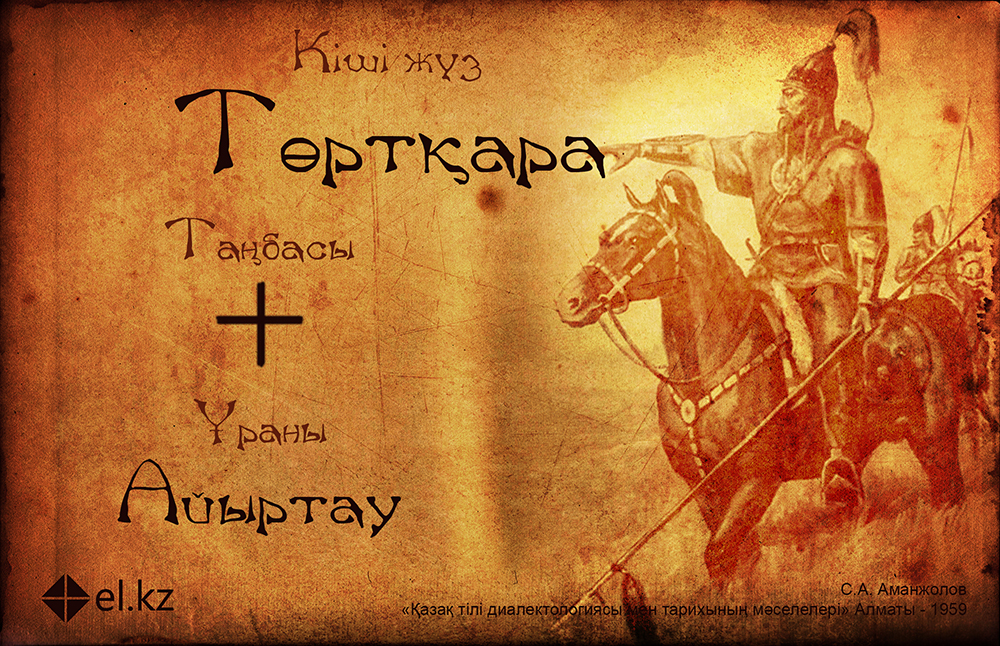 Кіші жүз
Төртқара
Таңбасы
Ұраны
Айыртау
el.kz
С.А. Аманжолов
«Қазақ тілі диалектологиясы мен тарихының мәселелері» Алматы - 1959